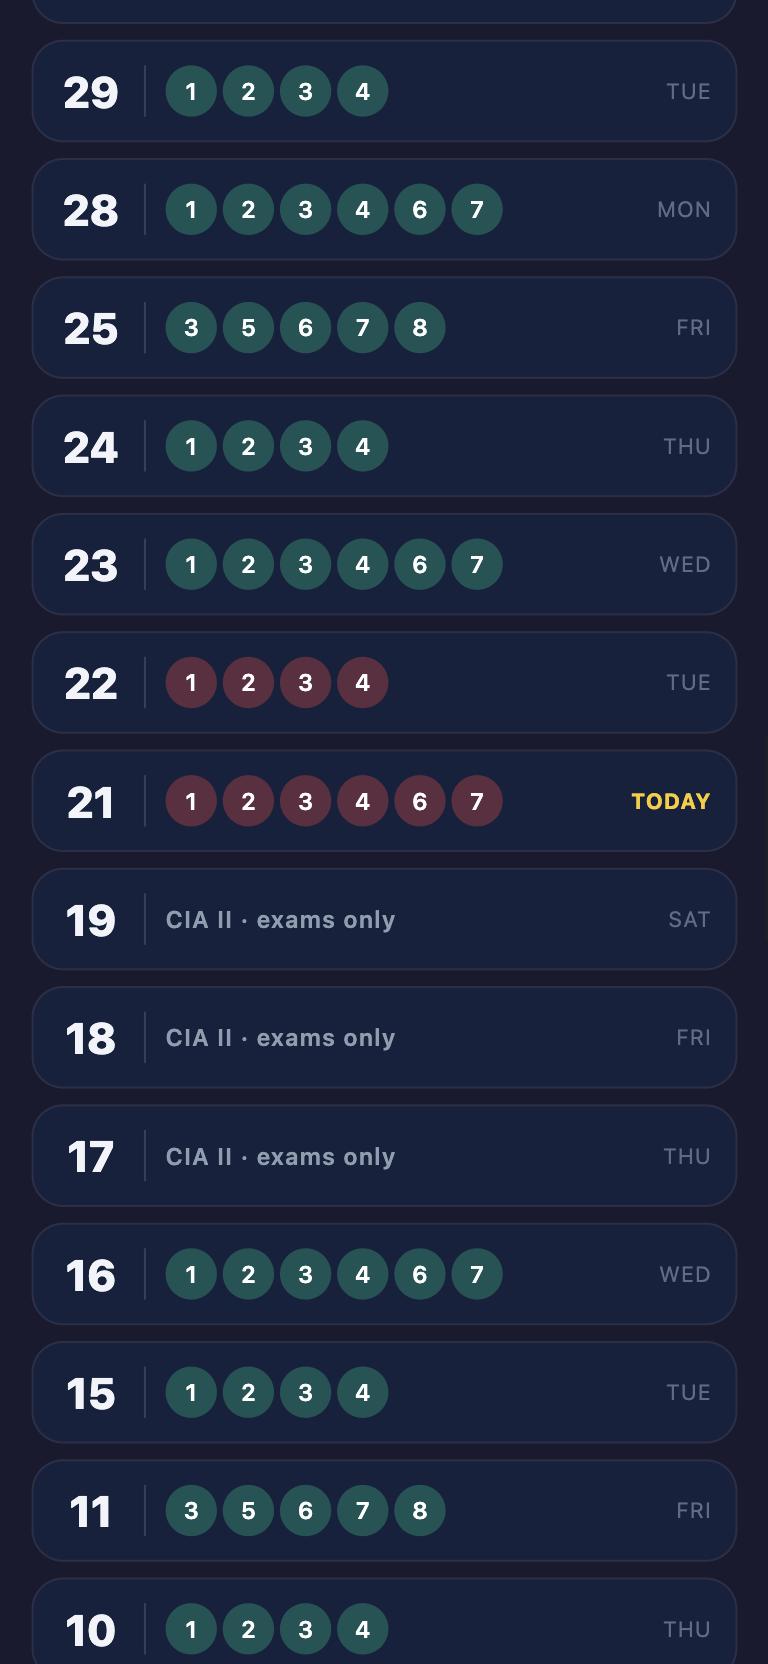 29 1 2 3 4 TUE
28 1 2 3 4 6 7 MON
25 3 5 6 7 8 FRI
24 1 2 3 4 THU
23 1 2 3 4 6 7 WED
22 1 2 3 4 TUE
21 1 2 3 4 6 7 TODAY
19 CIA II · exams only SAT
18 CIA II · exams only FRI
17 CIA II · exams only THU
16 1 2 3 4 6 7 WED
15 1 2 3 4 TUE
11 3 5 6 7 8 FRI
10 1 2 3 4 THU